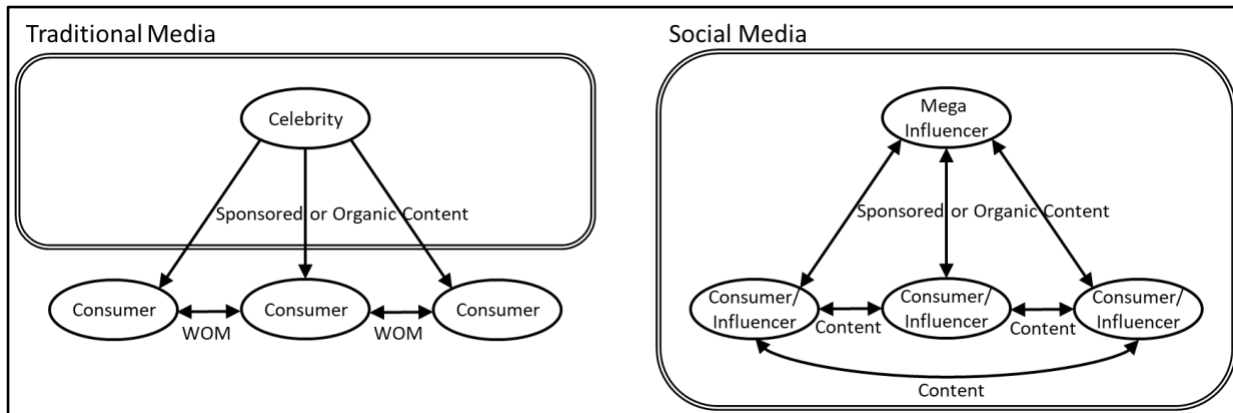 Traditional Media
Celebrity
Sponsored or Organic Content
Consumer
Consumer
Consumer
WOM
WOM
Social Media
Mega
Influencer
Sponsored or Organic Content
Consumer/
Influencer
Consumer/
Influencer
Consumer/
Influencer
Content
Content
Content